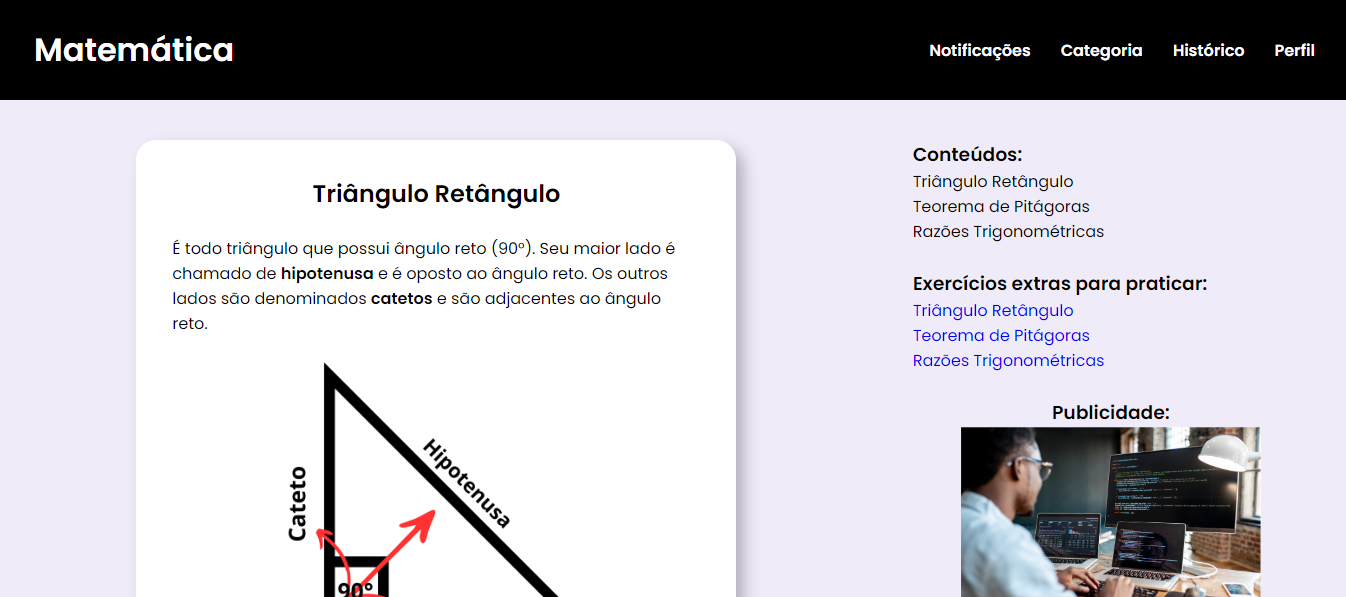 Matemática
Notificações Categoria Histórico Perfil
Triângulo Retângulo
É todo triângulo que possui ângulo reto (90º). Seu maior lado é
chamado de hipotenusa e é oposto ao ângulo reto. Os outros
lados são denominados catetos e são adjacentes ao ângulo
reto.
Hipotenusa
Cateto
90º
Conteúdos:
Triângulo Retângulo
Teorema de Pitágoras
Razões Trigonométricas
Exercícios extras para praticar:
Triângulo Retângulo
Teorema de Pitágoras
Razões Trigonométricas
Publicidade: